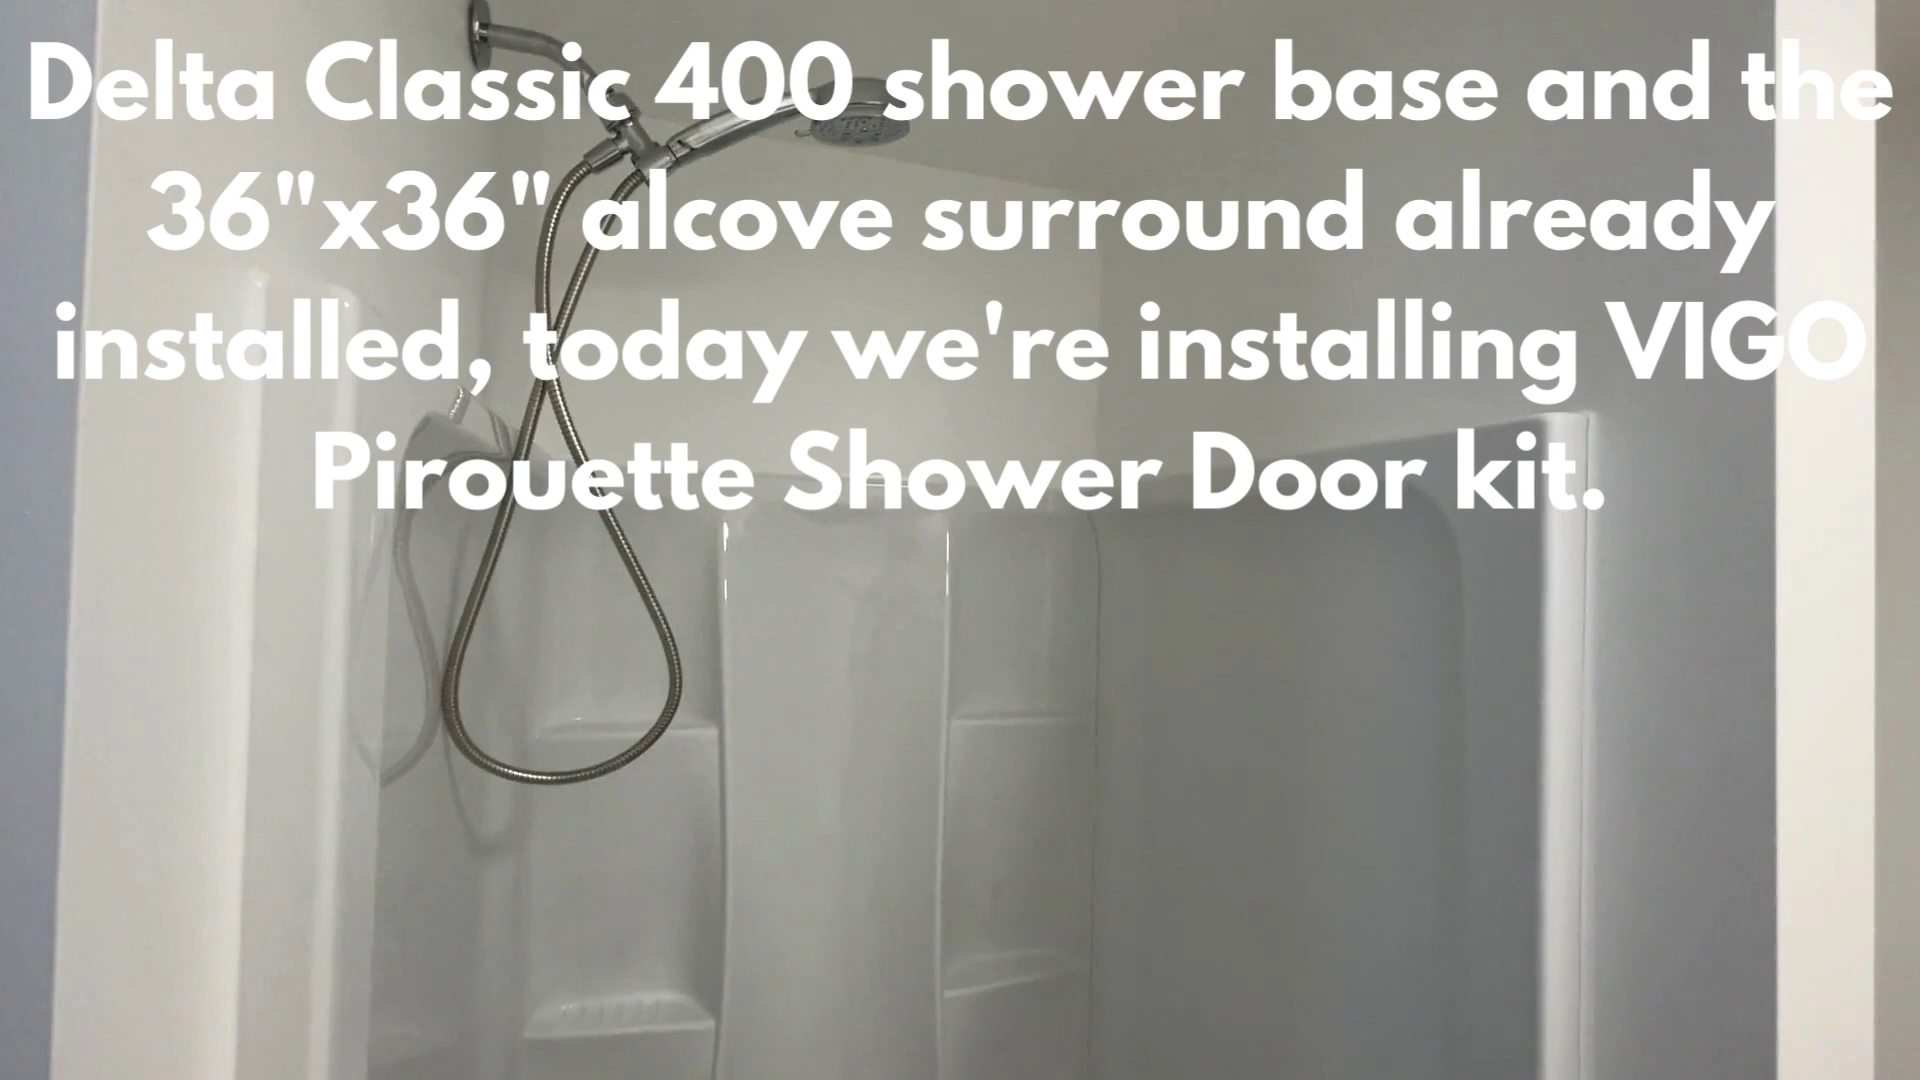 Delta Classic 400 shower base and the
36"x36" alcove surround already
installed, today we're installing VIGO
Pirouette Shower Door kit.